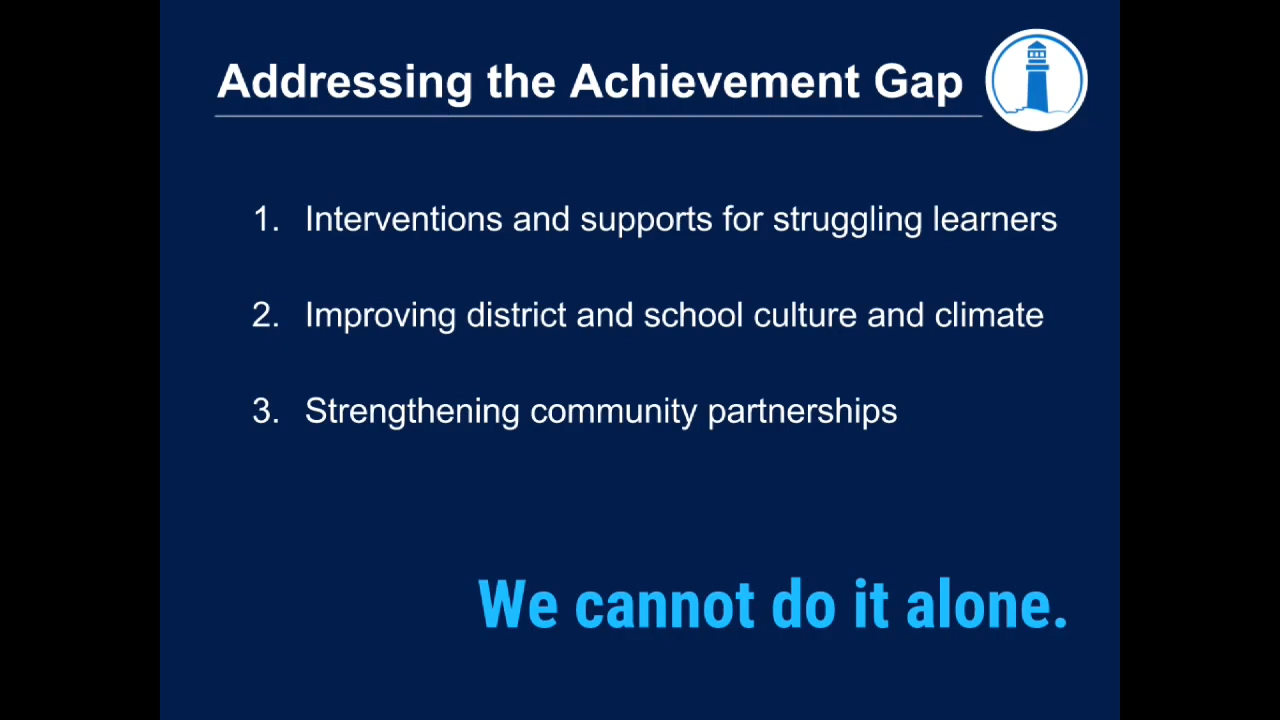 Addressing the Achievement Gap
1. Interventions and supports for struggling learners
2. Improving district and school culture and climate
3. Strengthening community partnerships
We cannot do it alone.